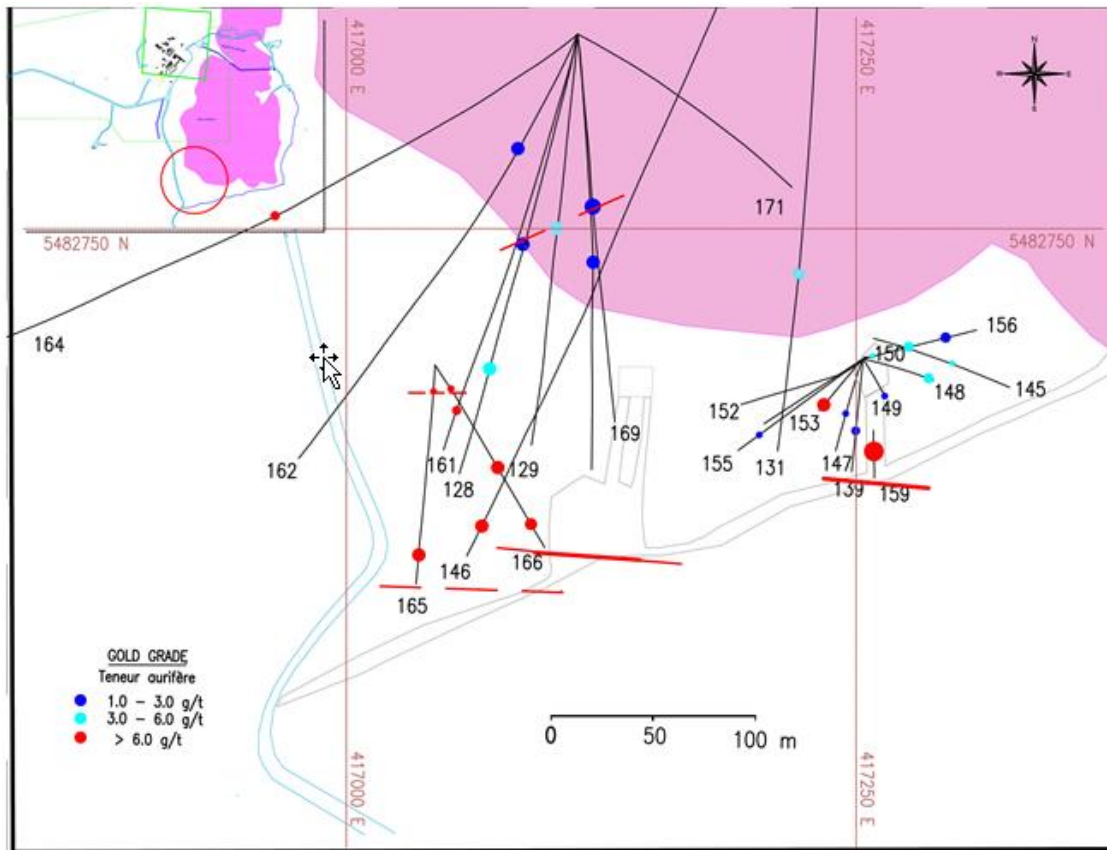 417000 E
417250 E
N
W
E
S
171
5482750 N
5482750 N
164
156
150
148
145
152
149
153
169
155
131
147
162
161
129
128
139
159
166
146
165
GOLD GRADE
Teneur aurifère
1.0 - 3.0 g/t
3.0 - 6.0 g/t
> 6.0 g/t
0 50 100 m
417000 E
417250 E